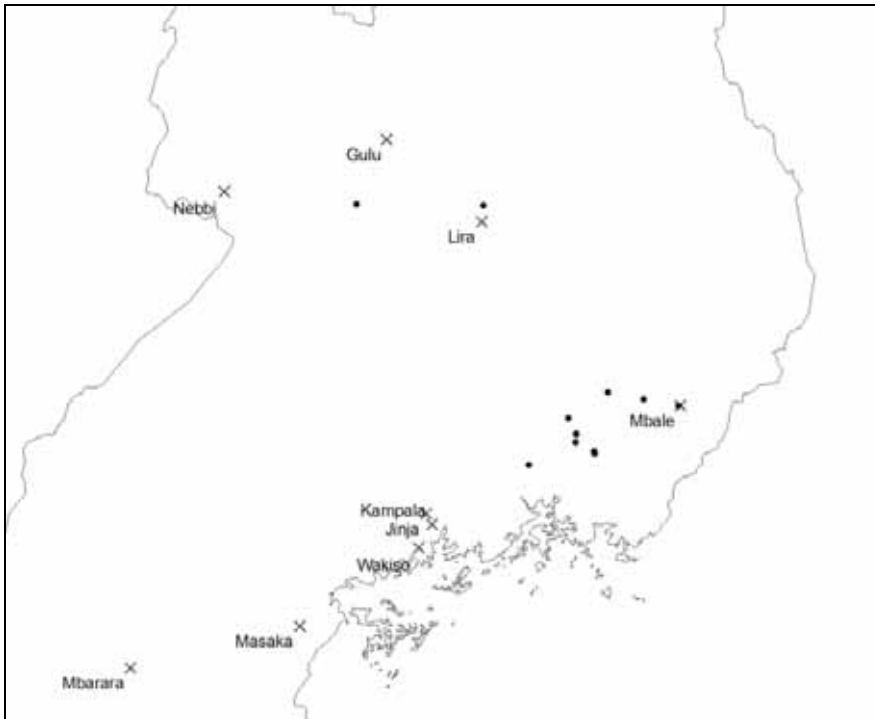 Gulu
Nebbi
Lira
Mbale
Kampala
Jinja
Wakiso
Masaka
Mbarara